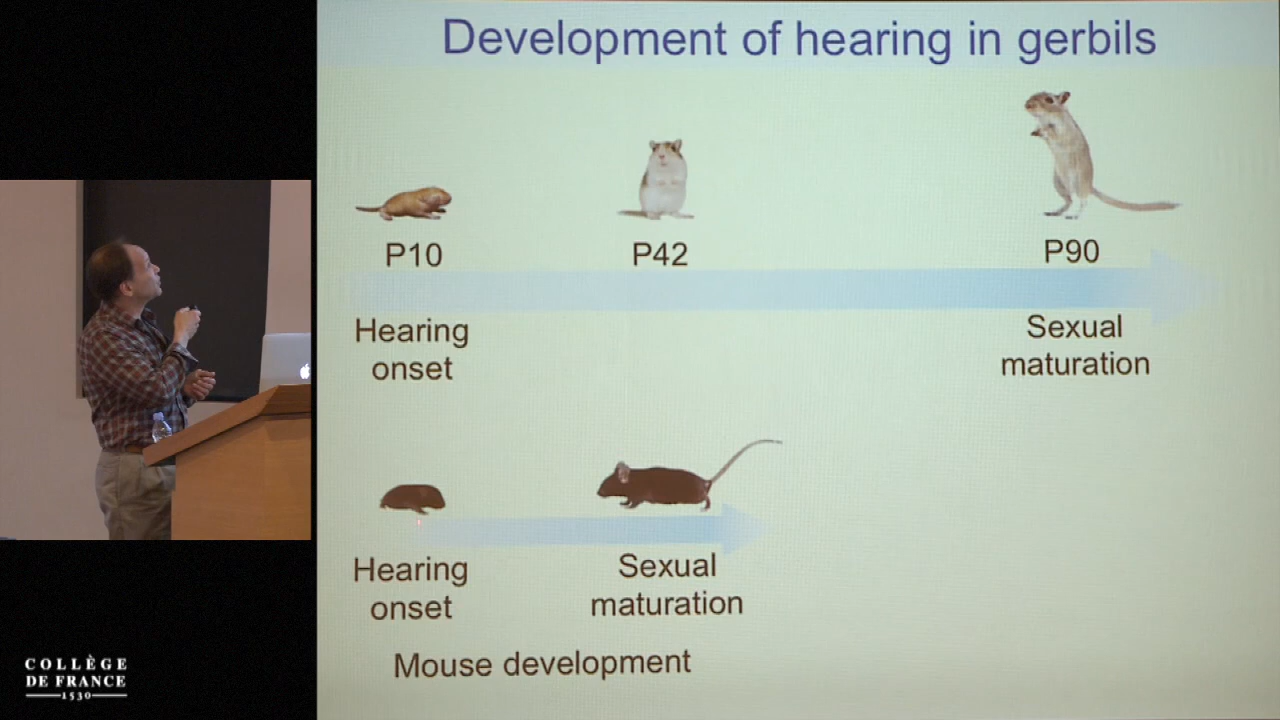 Development of hearing in gerbils
P10
P42
P90
Hearing
onset
Sexual
maturation
Hearing
onset
Sexual
maturation
Mouse development
COLLÈGE
DE FRANCE
1530